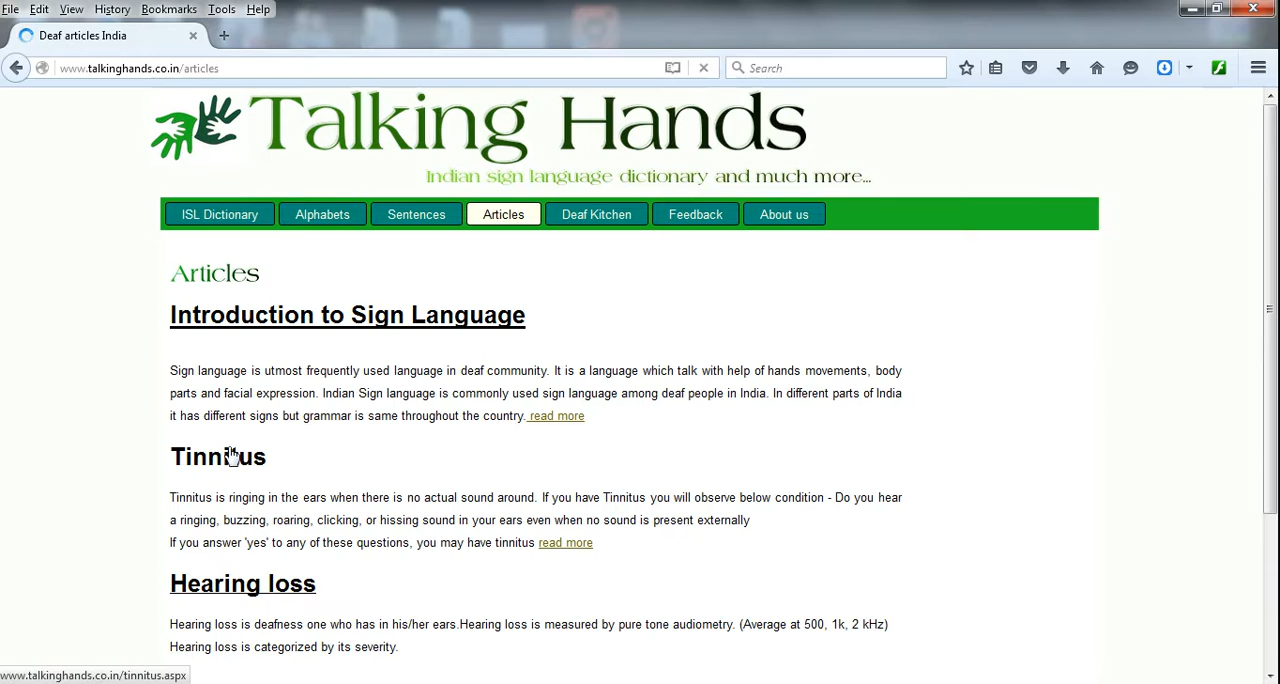 File Edit View History Bookmarks Tools Help
Deaf articles India
www.talkinghands.co.in/articles
Search
Talking Hands
Indian sign language dictionary and much more...
ISL Dictionary Alphabets Sentences Articles Deaf Kitchen Feedback About us
Articles
Introduction to Sign Language
Sign language is utmost frequently used language in deaf community. It is a language which talk with help of hands movements, body
parts and facial expression. Indian Sign language is commonly used sign language among deaf people in India. In different parts of India
it has different signs but grammar is same throughout the country. read more
Tinnitus
Tinnitus is ringing in the ears when there is no actual sound around. If you have Tinnitus you will observe below condition - Do you hear
a ringing, buzzing, roaring, clicking, or hissing sound in your ears even when no sound is present externally
If you answer 'yes' to any of these questions, you may have tinnitus read more
Hearing loss
Hearing loss is deafness one who has in his/her ears.Hearing loss is measured by pure tone audiometry. (Average at 500, 1k, 2 kHz)
Hearing loss is categorized by its severity.
www.talkinghands.co.in/tinnitus.aspx